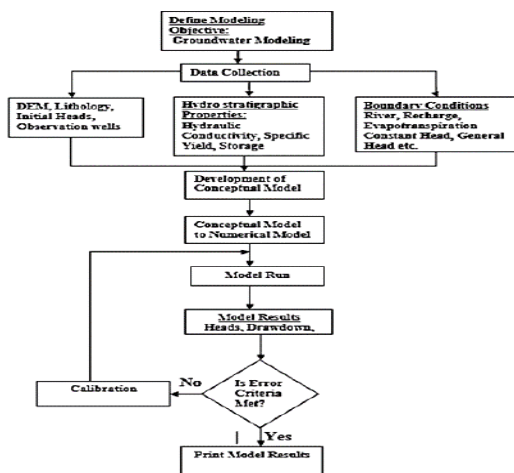 Define Modeling
Objective:
Groundwater Modeling
Data Collection
DEM, Lithology,
Initial Heads,
Observation wells
Hydro stratigraphic
Properties:
Hydraulic
Conductivity, Specific
Yield, Storage
Boundary Conditions
River, Recharge,
Evapotranspiration
Constant Head, General
Head etc.
Development of
Conceptual Model
Conceptual Model
to Numerical Model
Model Run
Model Results
Heads, Drawdown,
Is Error
Criteria
Met?
No
Calibration
Yes
Print Model Results